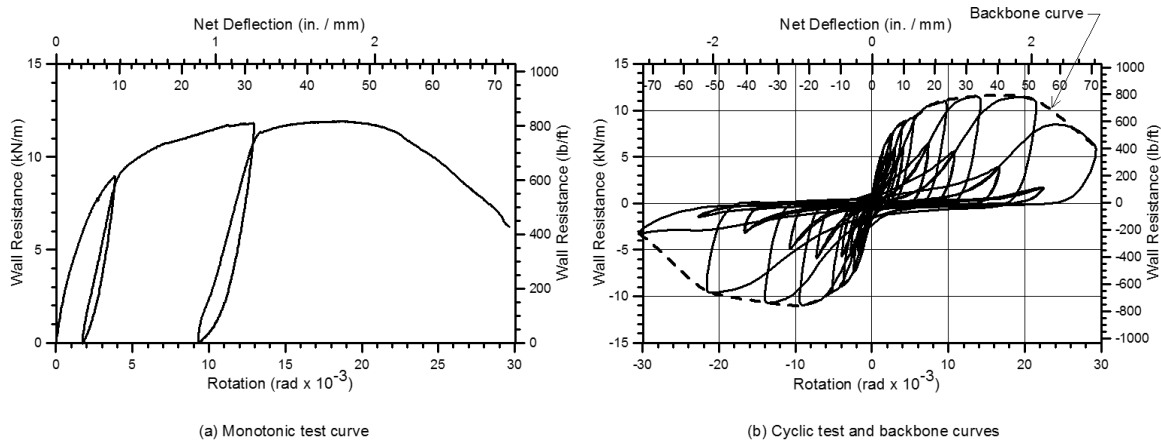 Net Deflection (in. / mm)
0 1 2
15 0 10 20 30 40 50 60 70 1000
10 800
5 600
0 400
200
0
Wall Resistance (kN/m)
Wall Resistance (lb/ft)
0 5 10 15 20 25 30
Rotation (rad x 10-3)
(a) Monotonic test curve
Backbone curve
Net Deflection (in. / mm)
-2 0 2
-70 -60 -50 -40 -30 -20 -10 0 10 20 30 40 50 60 70
15
10
5
0
-5
-10
-15
Wall Resistance (kN/m)
1000
800
600
400
200
0
-200
-400
-600
-800
-1000
Wall Resistance (lb/ft)
-30 -20 -10 0 10 20 30
Rotation (rad x 10-3)
(b) Cyclic test and backbone curves